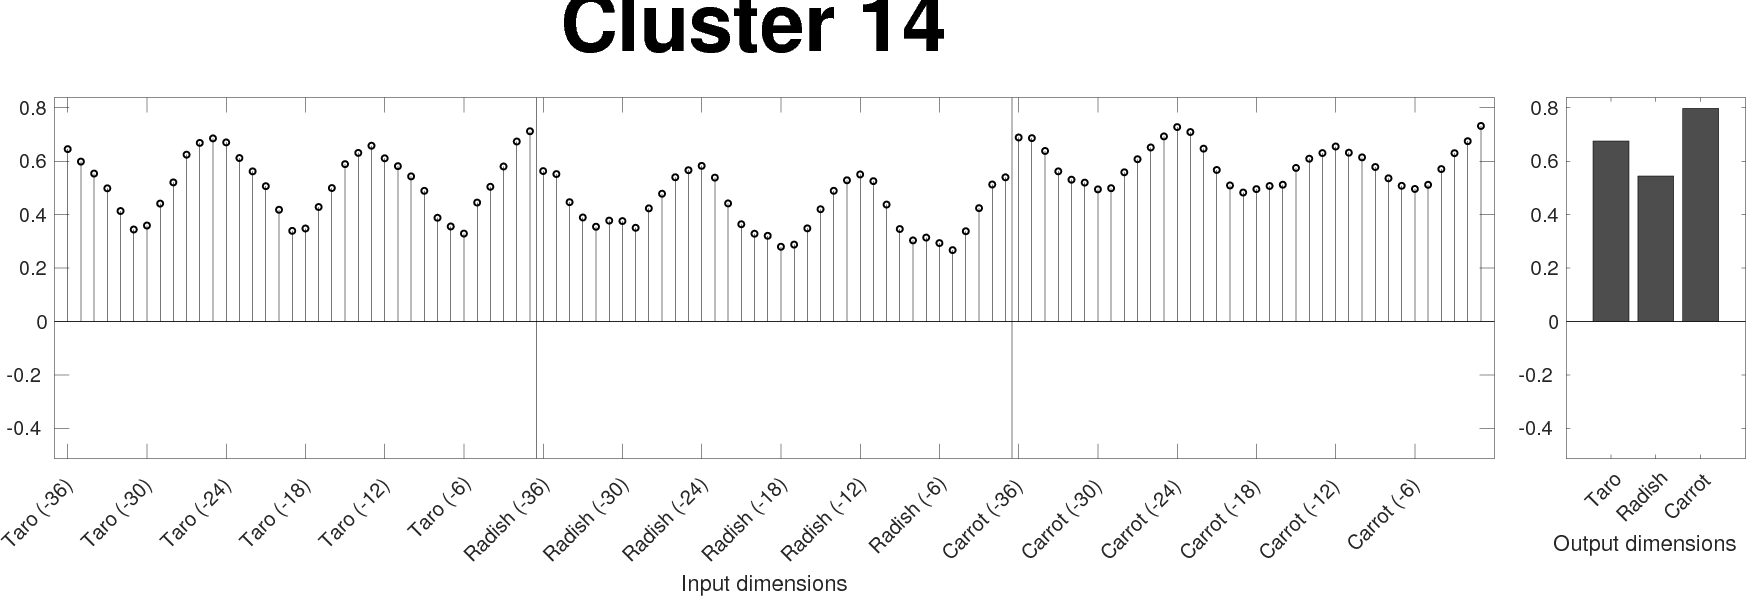 Cluster 14
0.8
0.6
0.4
0.2
0
-0.2
-0.4
Taro (-36)
Taro (-30)
Taro (-24)
Taro (-18)
Taro (-12)
Taro (-6)
Radish (-36)
Radish (-30)
Radish (-24)
Radish (-18)
Radish (-12)
Radish (-6)
Carrot (-36)
Carrot (-30)
Carrot (-24)
Carrot (-18)
Carrot (-12)
Carrot (-6)
Input dimensions
0.8
0.6
0.4
0.2
0
-0.2
-0.4
Taro
Radish
Carrot
Output dimensions